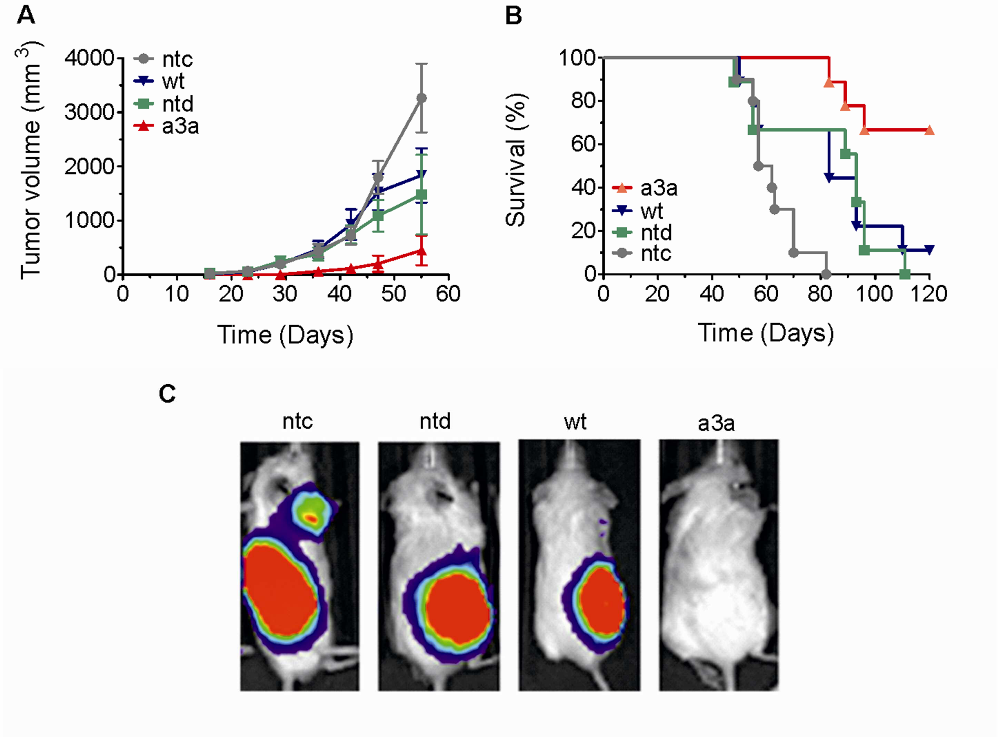 A
Tumor volume (mm 3)
4000
3000
2000
1000
0
ntc
wt
ntd
a3a
0 10 20 30 40 50 60
Time (Days)
B
Survival (%)
100
80
60
40
20
0
a3a
wt
ntd
ntc
0 20 40 60 80 100 120
Time (Days)
C
ntc ntd wt a3a